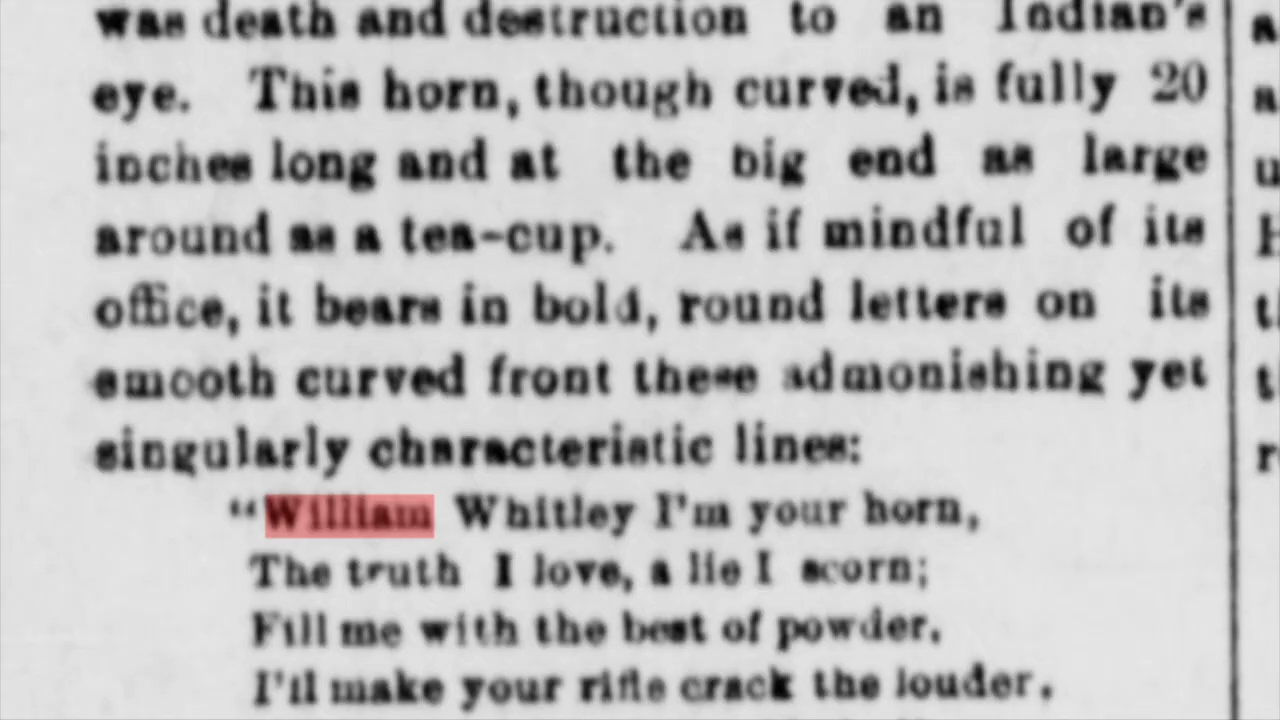 was death and destruction to an Indian's
eye. This horn, though curved, is fully 20
inches long and at the big end as large
around as a tea-cup. As if mindful of its
office, it bears in bold, round letters on its
smooth curved front these admonishing yet
singularly characteristic lines:
"William Whitley I'm your horn,
The truth I love, a lie I scorn;
Fill me with the best of powder.
I'll make your rifle crack the louder.